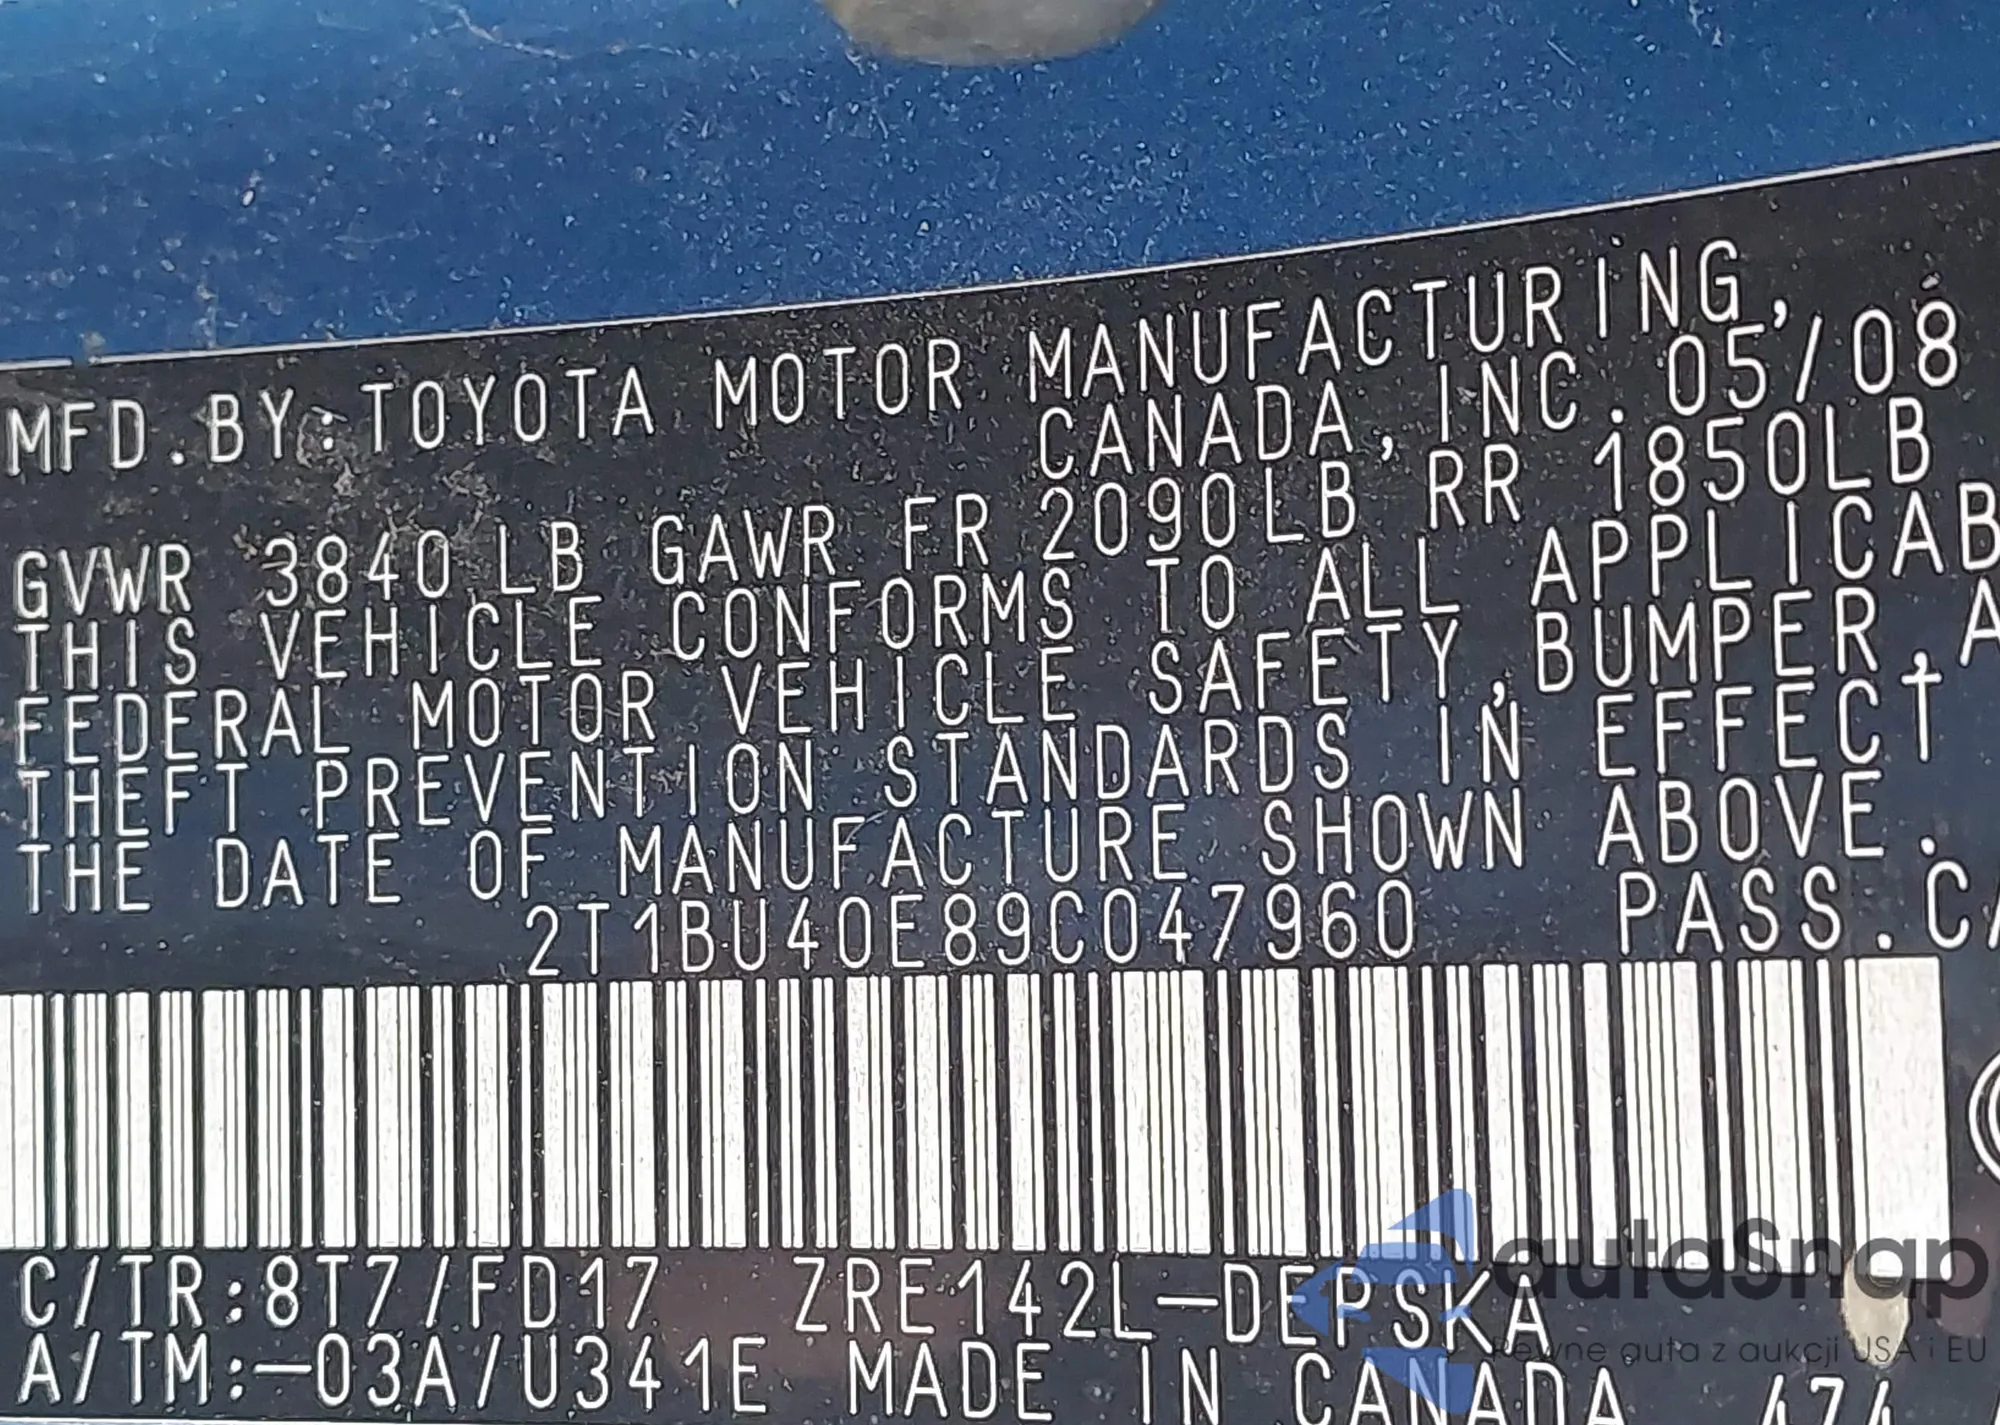 MFD.BY:TOYOTA MOTOR MANUFACTURING,
CANADA, INC. 05/08
GVWR 3840 LB GAWR FR 2090LB RR 1850LB
THIS VEHICLE CONFORMS TO ALL APPLICAB
FEDERAL MOTOR VEHICLE SAFETY,BUMPER,A
THEFT PREVENTION STANDARDS IN EFFECT
THE DATE OF MANUFACTURE SHOWN ABOVE.
2T1BU40E89C047960 PASS.CA
C/TR:8T7/FD17 ZRE142L-DEPSKA
A/TM:-03A/U341E MADE IN CANADA 474
autaSnap
Pewne auta z aukcji USA i EU